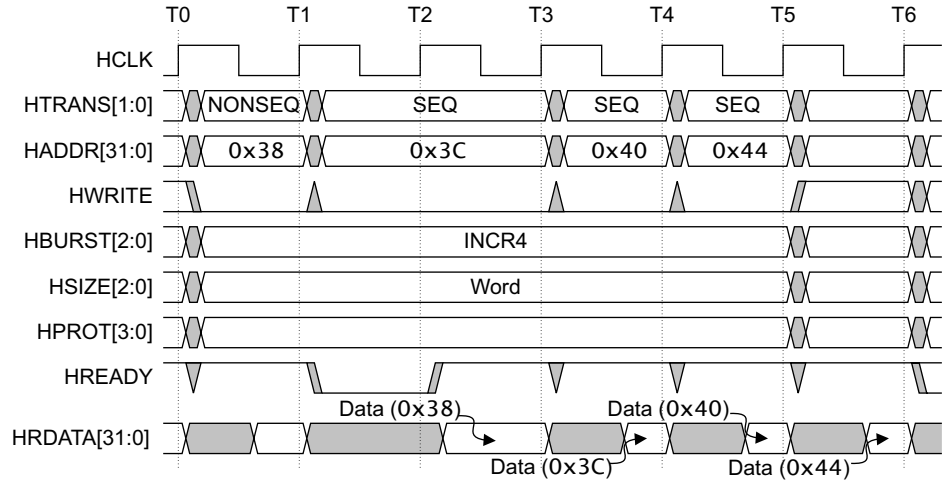 T0 T1 T2 T3 T4 T5 T6
HCLK
HTRANS[1:0] NONSEQ SEQ SEQ SEQ
HADDR[31:0] 0x38 0x3C 0x40 0x44
HWRITE
HBURST[2:0] INCR4
HSIZE[2:0] Word
HPROT[3:0]
HREADY
Data (0x38) Data (0x40)
HRDATA[31:0]
Data (0x3C) Data (0x44)